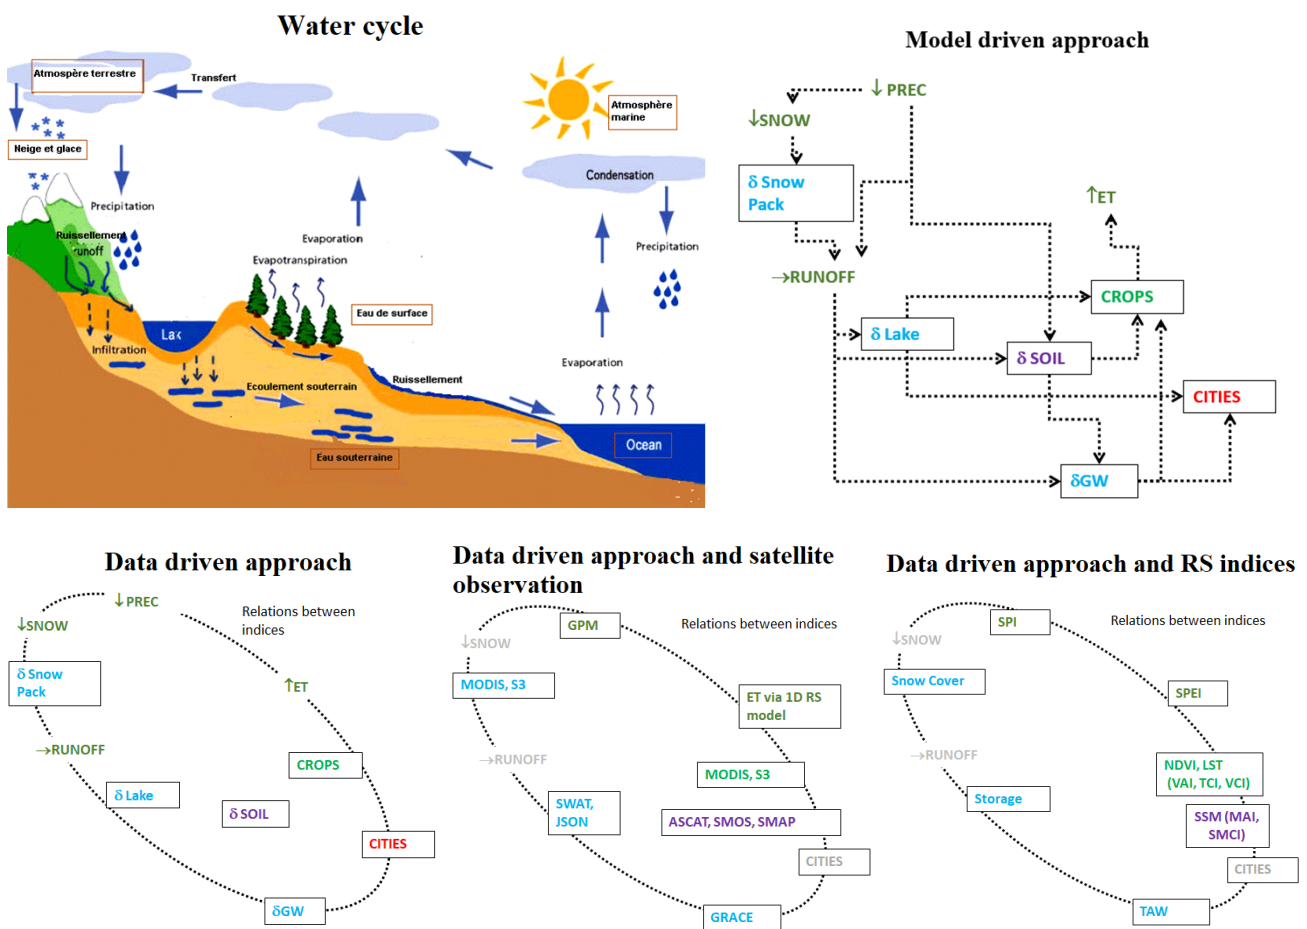 Water cycle
Atmospère terrestre
Transfert
Neige et glace
Precipitation
Ruissellement
runoff
Infiltration
Lak
Evaporation
Evapotranspiration
Eau de surface
Ecoulement souterrain
Ruissellement
Eau souterraine
Atmosphère
marine
Condensation
Precipitation
Evaporation
Ocean
Model driven approach
↓ PREC
↓SNOW
δ Snow
Pack
↑ET
→RUNOFF
CROPS
δ Lake
δ SOIL
CITIES
δGW
Data driven approach
↓PREC
Relations between
indices
↓SNOW
δ Snow
Pack
↑ET
→RUNOFF
CROPS
δ Lake
δ SOIL
CITIES
δGW
Data driven approach and satellite
observation
GPM
Relations between indices
↓SNOW
MODIS, S3
ET via 1D RS
model
→RUNOFF
MODIS, S3
SWAT,
JSON
ASCAT, SMOS, SMAP
CITIES
GRACE
Data driven approach and RS indices
SPI
Relations between indices
↓SNOW
Snow Cover
SPEI
→RUNOFF
NDVI, LST
(VAI, TCI, VCI)
Storage
SSM (MAI,
SMCI)
CITIES
TAW